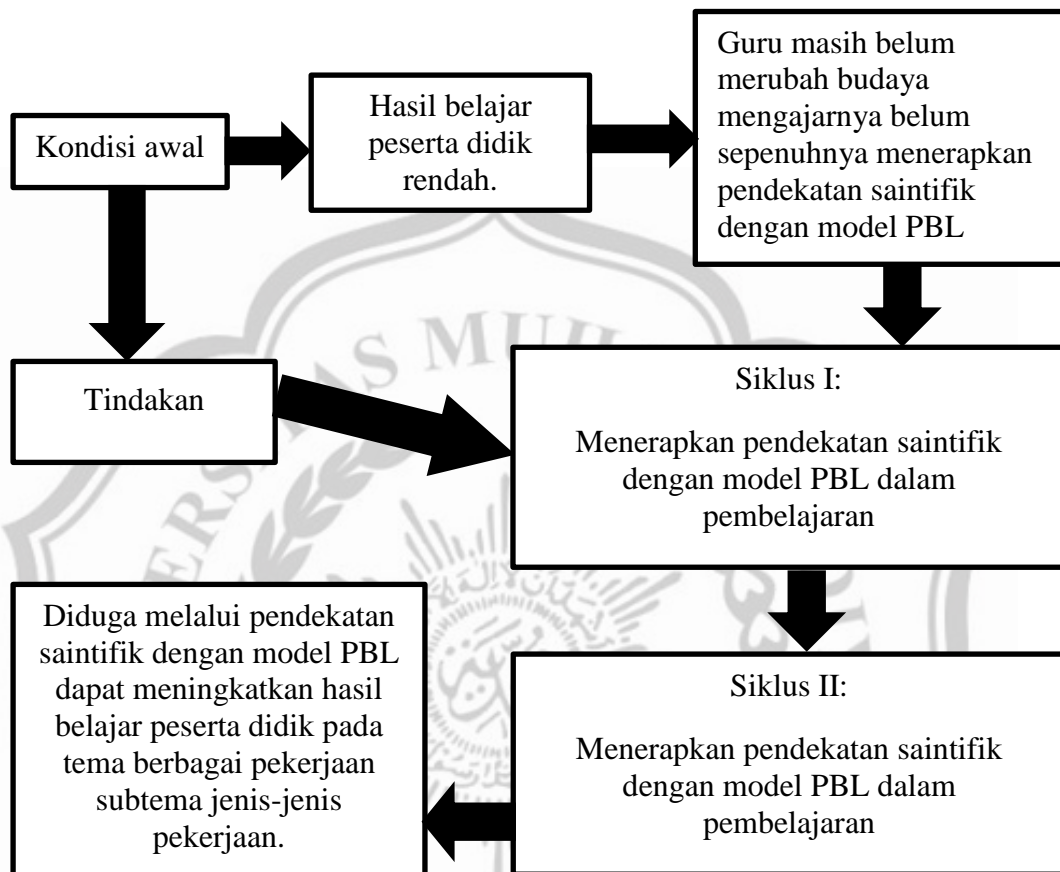 Kondisi awal
Hasil belajar
peserta didik
rendah.
Guru masih belum
merubah budaya
mengajarnya belum
sepenuhnya menerapkan
pendekatan saintifik
dengan model PBL
Tindakan
Siklus I:
Menerapkan pendekatan saintifik
dengan model PBL dalam
pembelajaran
Diduga melalui pendekatan
saintifik dengan model PBL
dapat meningkatkan hasil
belajar peserta didik pada
tema berbagai pekerjaan
subtema jenis-jenis
pekerjaan.
Siklus II:
Menerapkan pendekatan saintifik
dengan model PBL dalam
pembelajaran